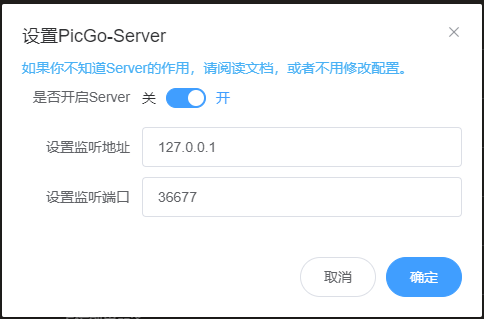 设置PicGo-Server
如果你不知道Server的作用，请阅读文档，或者不用修改配置。
是否开启Server 关 开
设置监听地址 127.0.0.1
设置监听端口 36677
取消 确定